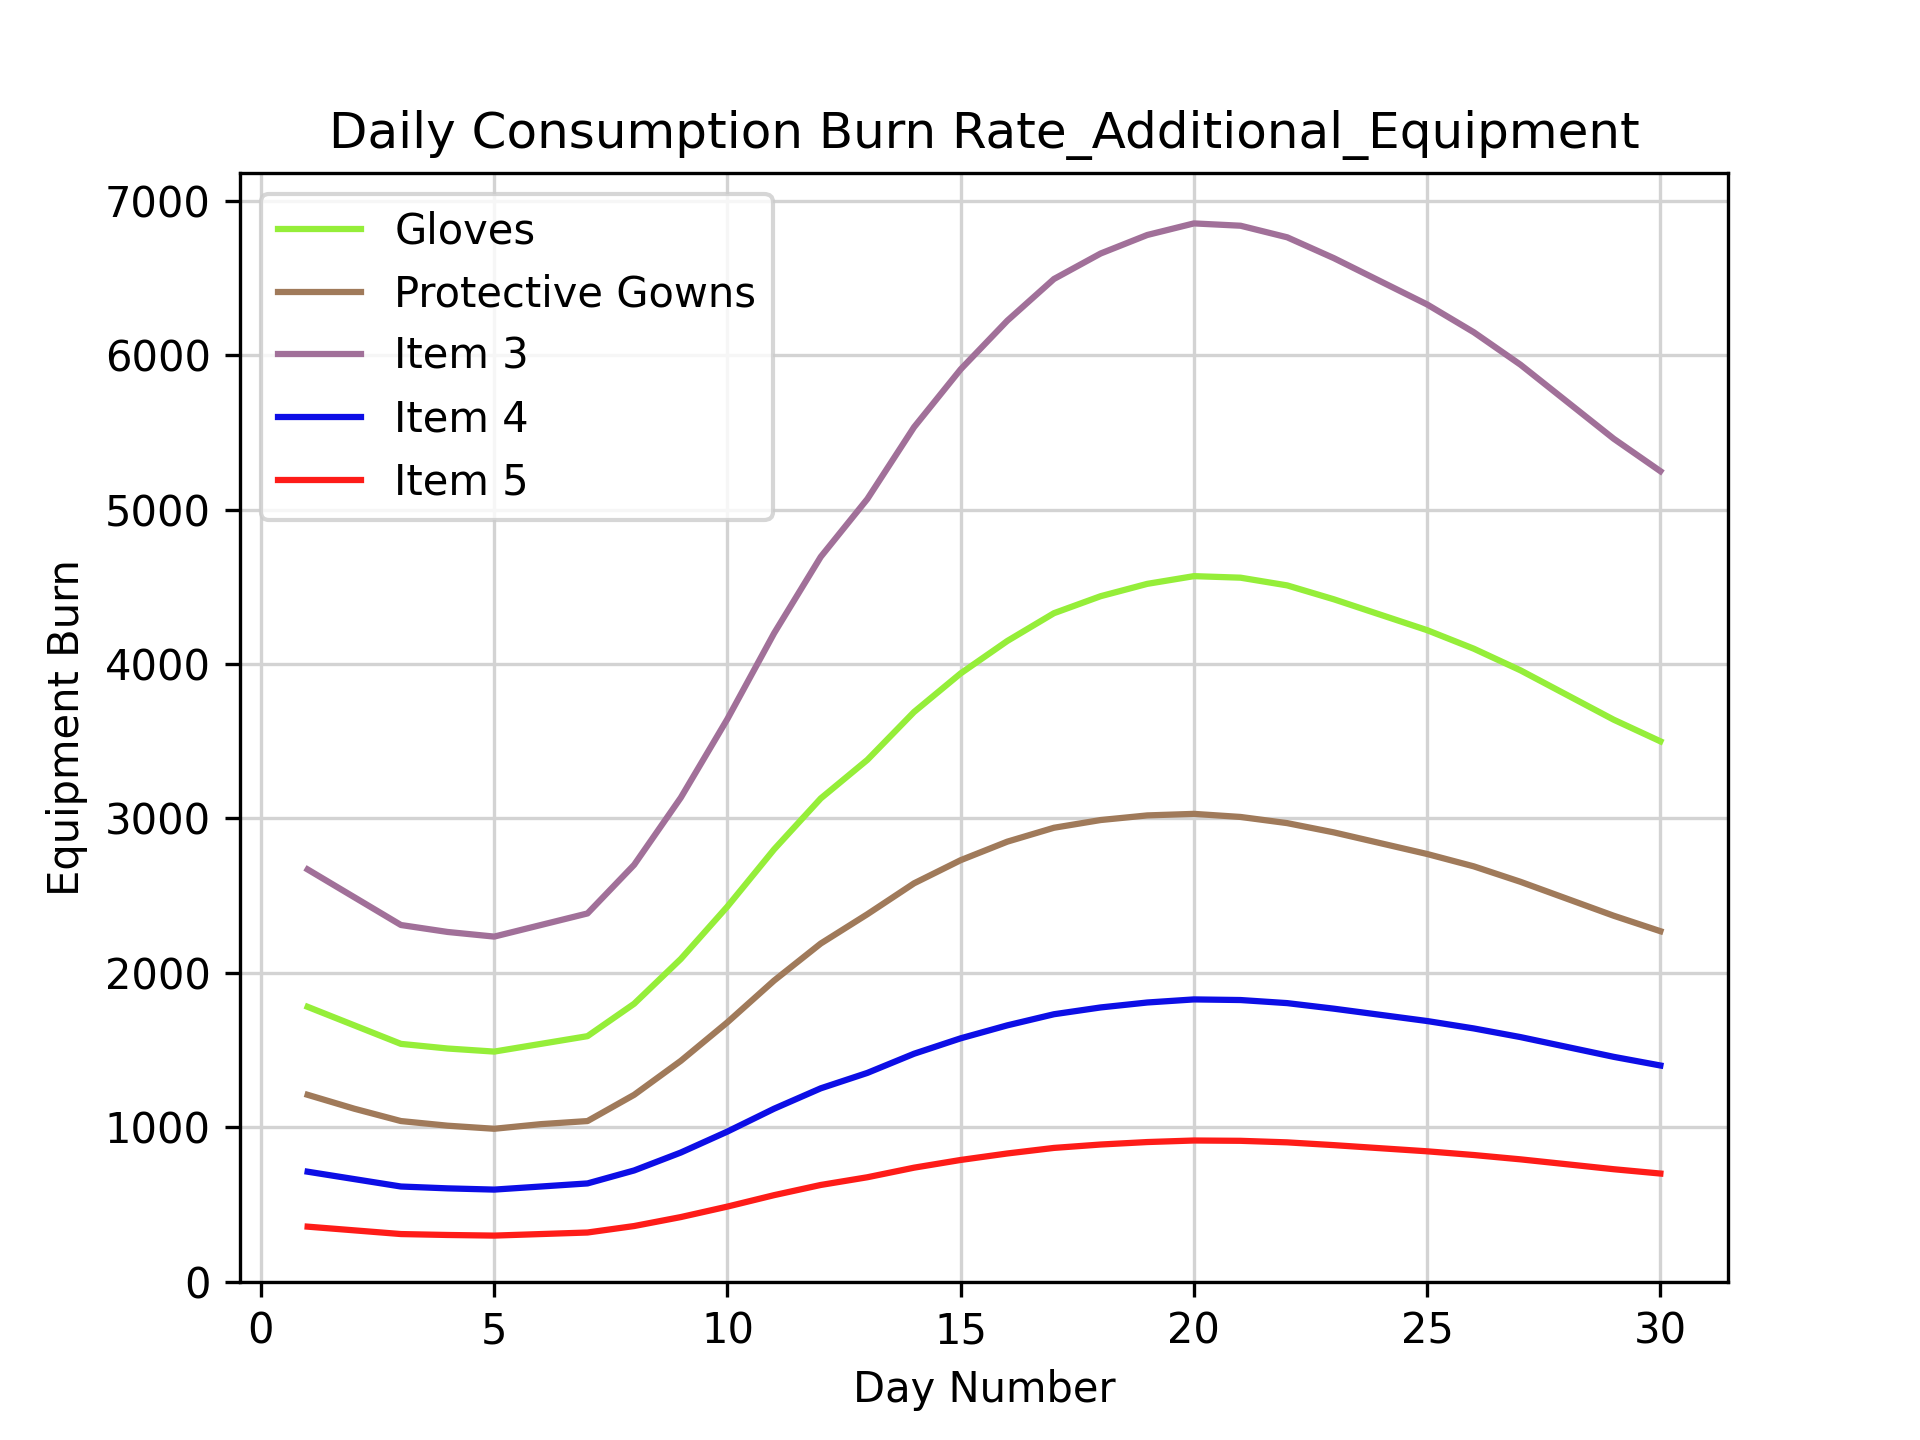 Daily Consumption Burn Rate_Additional_Equipment
7000
6000
5000
4000
3000
2000
1000
0
Equipment Burn
Gloves
Protective Gowns
Item 3
Item 4
Item 5
0 5 10 15 20 25 30
Day Number